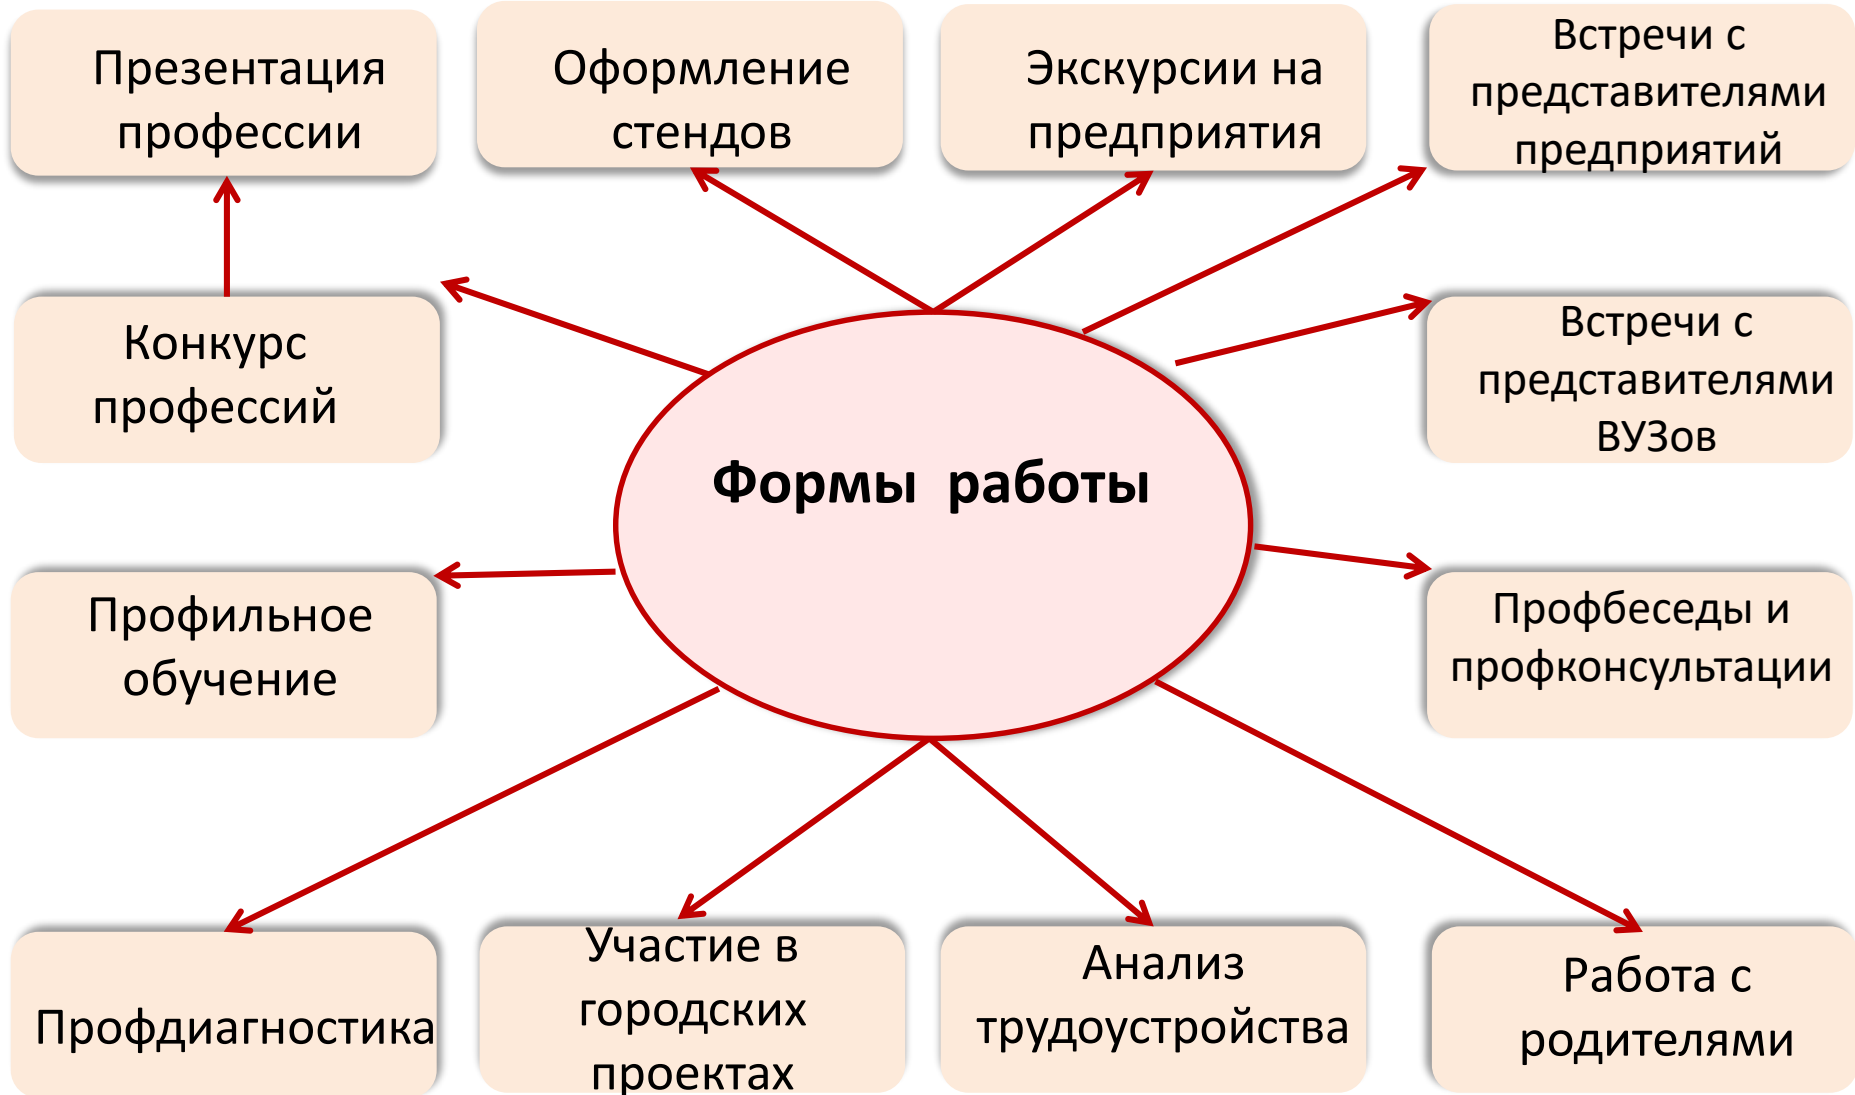 Презентация
профессии
Оформление
стендов
Экскурсии на
предприятия
Встречи с
представителями
предприятий
Конкурс
профессий
Встречи с
представителями
ВУЗов
Формы  работы
Профильное
обучение
Профбеседы и
профконсультации
Профдиагностика
Участие в
городских
проектах
Анализ
трудоустройства
Работа с
родителями